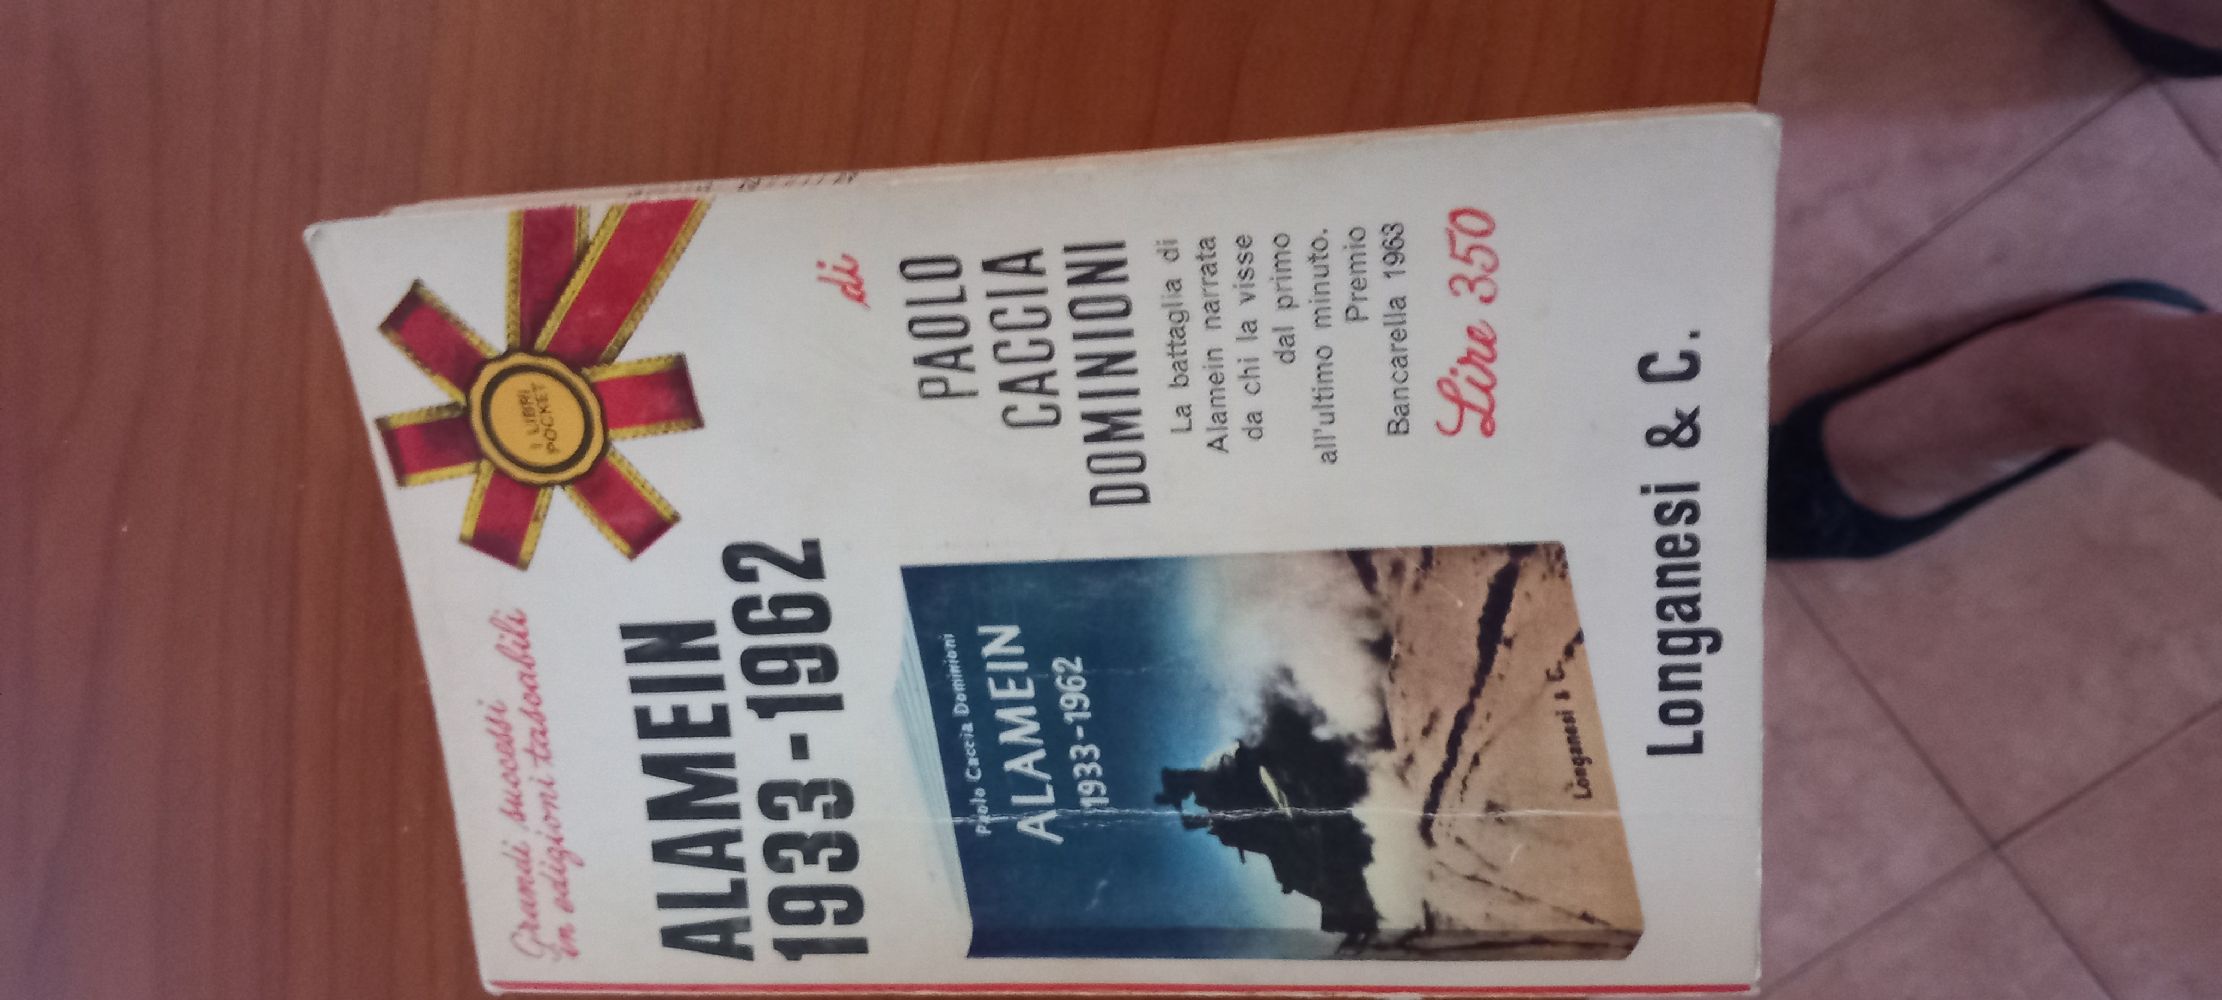 Grandi successi
in edizioni tascabili
I LIBRI
POCKET
ALAMEIN
1933-1962
di
PAOLO
CACCIA
DOMINIONI
La battaglia di
Alamein narrata
da chi la visse
dal primo
all'ultimo minuto.
Premio
Bancarella 1963
Lire 350
Paolo Caccia Dominioni
ALAMEIN
1933-1962
Longanesi & C.
Longanesi & C.